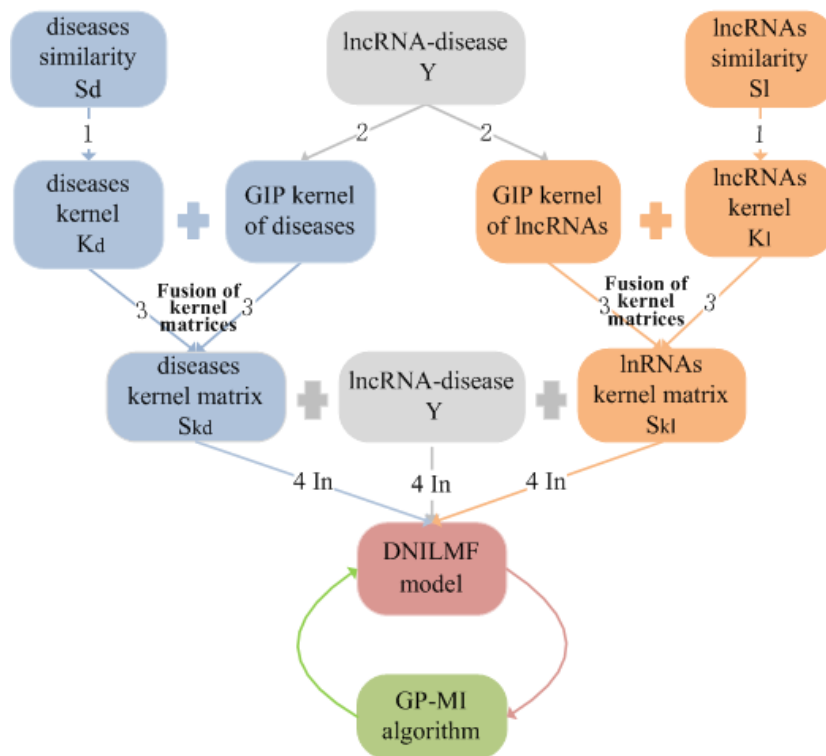 diseases
similarity
Sd
lncRNA-disease
Y
lncRNAs
similarity
Sl
1
2
2
1
diseases
kernel
Kd
GIP kernel
of diseases
GIP kernel
of lncRNAs
lncRNAs
kernel
Kl
3
Fusion of
kernel
matrices
3
3
Fusion of
kernel
matrices
3
diseases
kernel matrix
Skd
lncRNA-disease
Y
lnRNAs
kernel matrix
Skl
4 In
4 In
4 In
DNILMF
model
GP-MI
algorithm